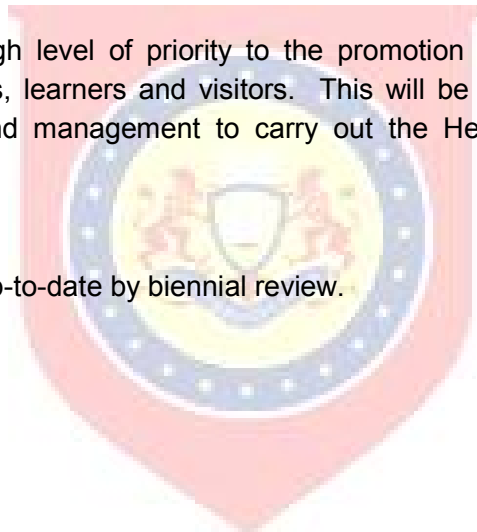 gh level of priority to the promotion
s, learners and visitors. This will be
nd management to carry out the He
-to-date by biennial review.